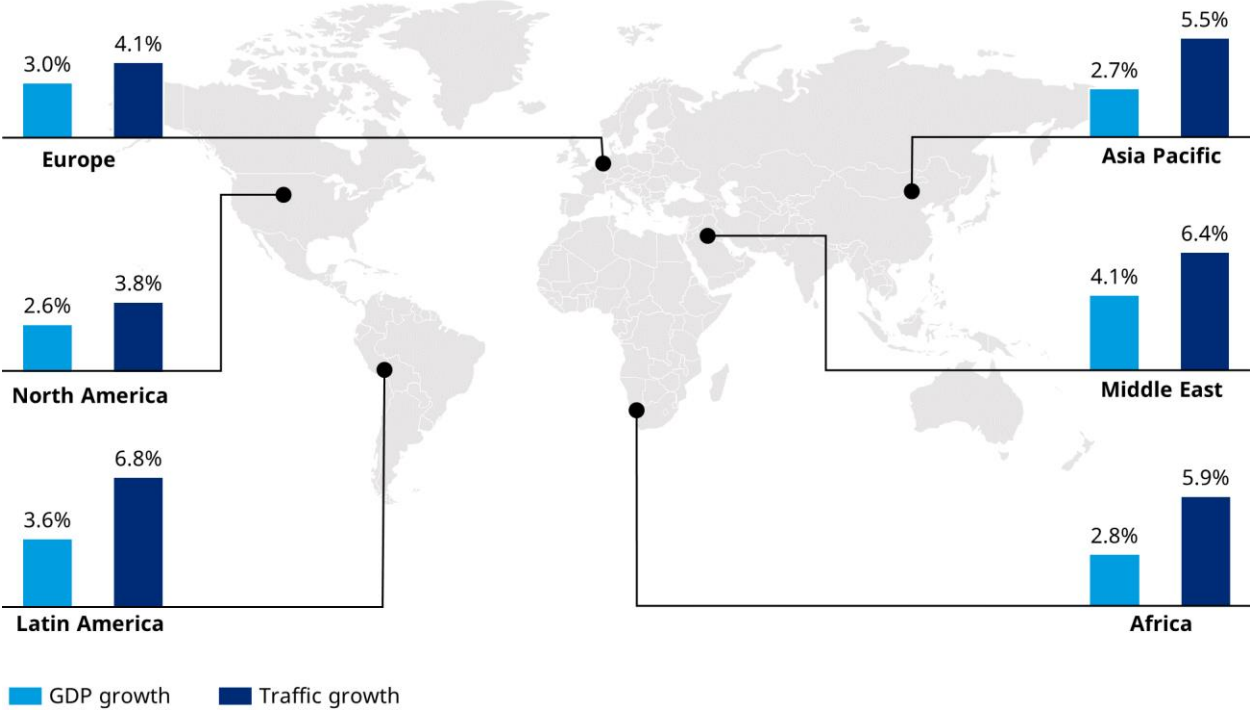 3.0%
4.1%
Europe
2.6%
3.8%
North America
3.6%
6.8%
Latin America
2.7%
5.5%
Asia Pacific
4.1%
6.4%
Middle East
2.8%
5.9%
Africa
GDP growth
Traffic growth